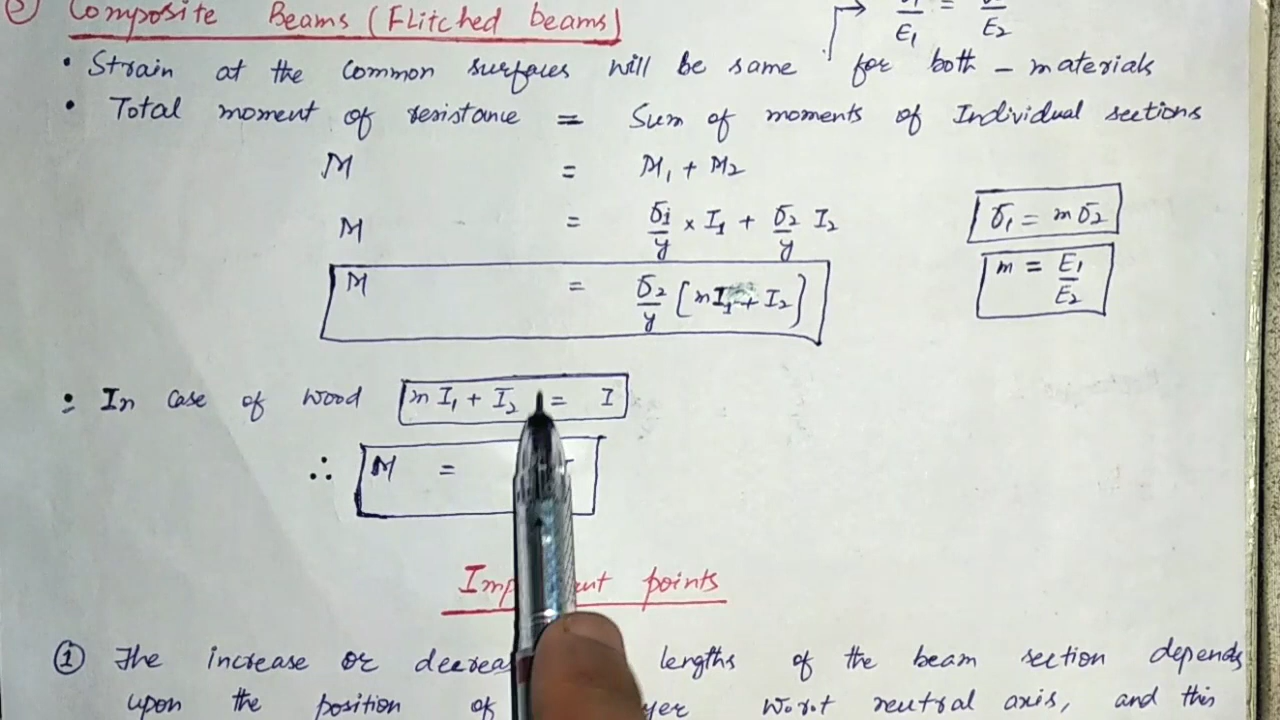 Composite Beams (Flitched beams)
E₁ = E₂
• Strain at the common surfaces will be same for both - materials
• Total moment of resistance = Sum of moments of Individual sections
M = M₁ + M₂
M = σ₁/y × I₁ + σ₂/y I₂
σ₁ = mσ₂
m = E₁/E₂
M = σ₂/y [mI₁ + I₂]
: In case of wood mI₁ + I₂ = I
∴ M =
points
① The increase or lengths of the beam section depends
upon the position of w.r.t neutral axis, and this